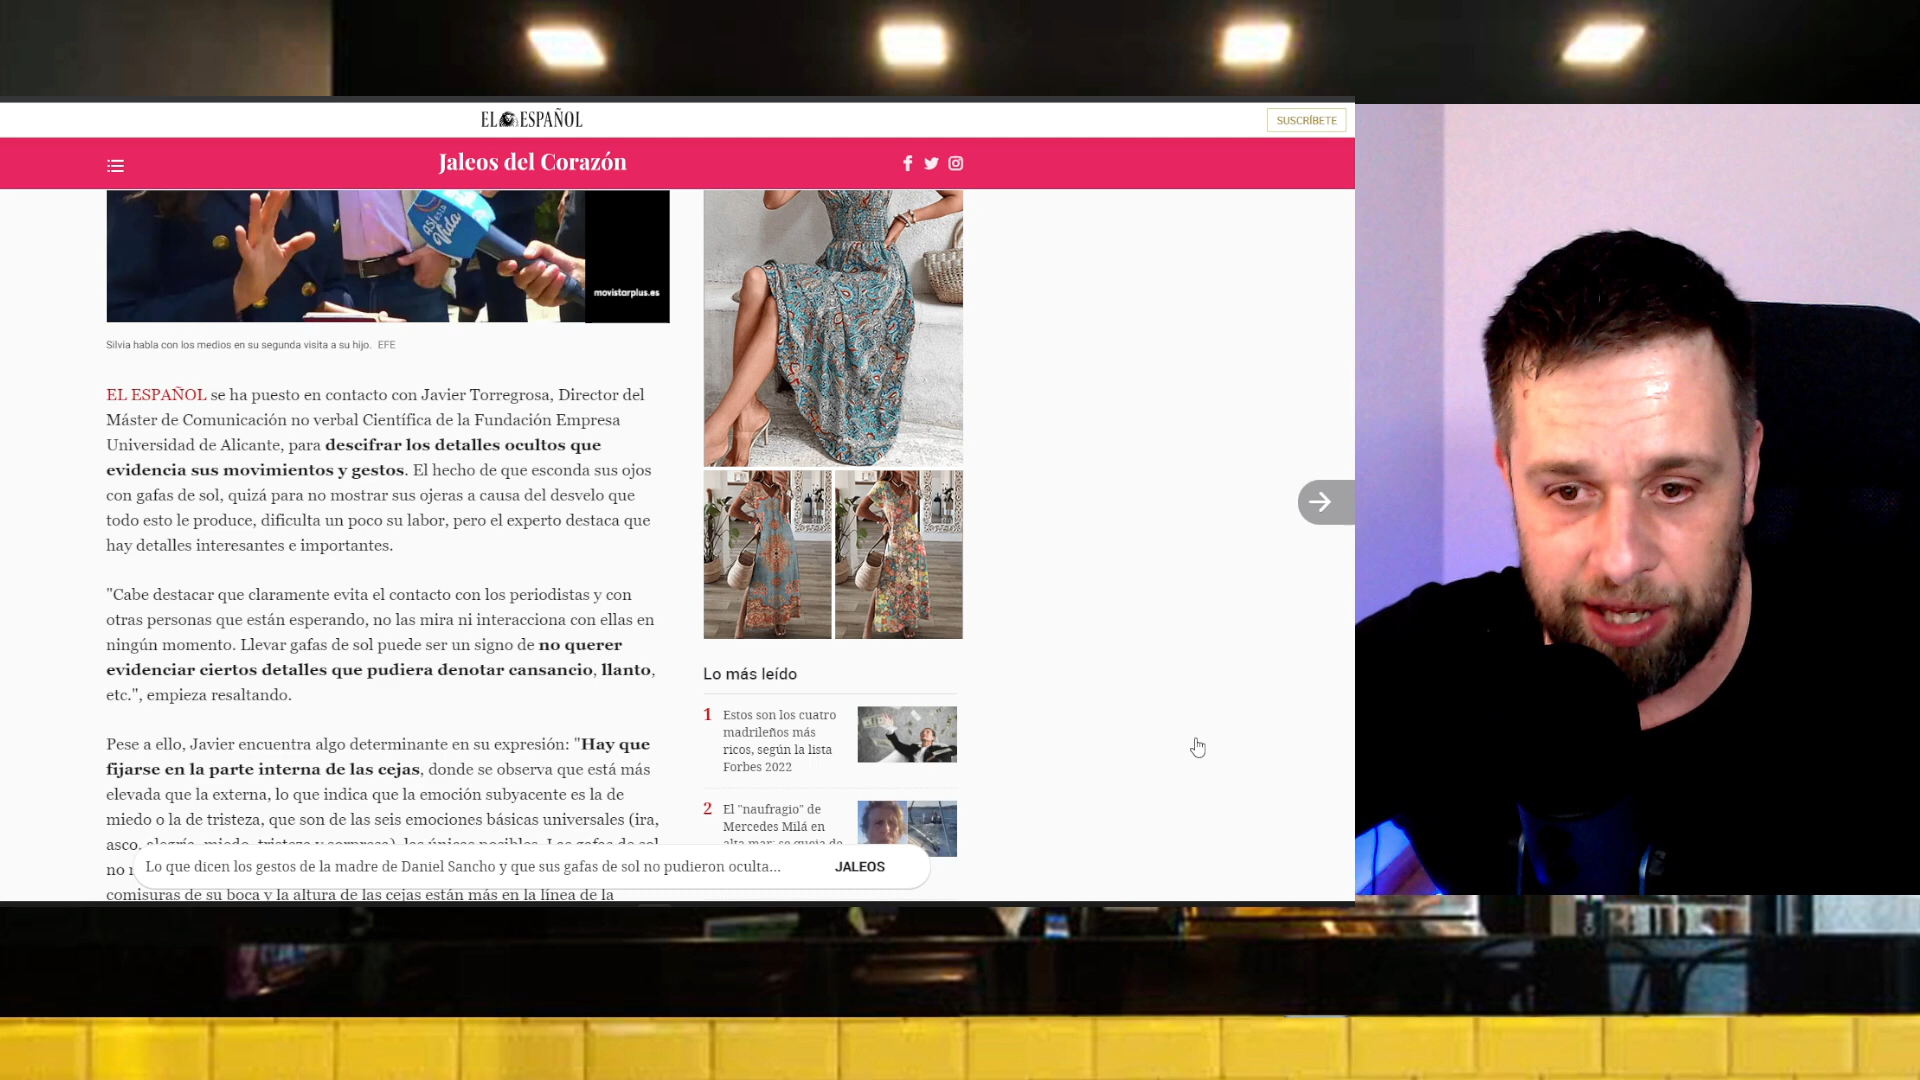 EL ESPAÑOL
SUSCRÍBETE
Jaleos del Corazón
ASÍ ES LA
Vida
movistarplus.es
Silvia habla con los medios en su segunda visita a su hijo. EFE
EL ESPAÑOL se ha puesto en contacto con Javier Torregrosa, Director del
Máster de Comunicación no verbal Científica de la Fundación Empresa
Universidad de Alicante, para descifrar los detalles ocultos que
evidencia sus movimientos y gestos. El hecho de que esconda sus ojos
con gafas de sol, quizá para no mostrar sus ojeras a causa del desvelo que
todo esto le produce, dificulta un poco su labor, pero el experto destaca que
hay detalles interesantes e importantes.
"Cabe destacar que claramente evita el contacto con los periodistas y con
otras personas que están esperando, no las mira ni interacciona con ellas en
ningún momento. Llevar gafas de sol puede ser un signo de no querer
evidenciar ciertos detalles que pudiera denotar cansancio, llanto,
etc.", empieza resaltando.
Pese a ello, Javier encuentra algo determinante en su expresión: "Hay que
fijarse en la parte interna de las cejas, donde se observa que está más
elevada que la externa, lo que indica que la emoción subyacente es la de
miedo o la de tristeza, que son de las seis emociones básicas universales (ira,
asco, alegría, miedo, tristeza y sorpresa), las únicas posibles. Las gafas de sol
no
comisuras de su boca y la altura de las cejas están más en la línea de la
Lo más leído
1 Estos son los cuatro
madrileños más
ricos, según la lista
Forbes 2022
2 El "naufragio" de
Mercedes Milá en
alta mar: se queja de
Lo que dicen los gestos de la madre de Daniel Sancho y que sus gafas de sol no pudieron oculta...
JALEOS